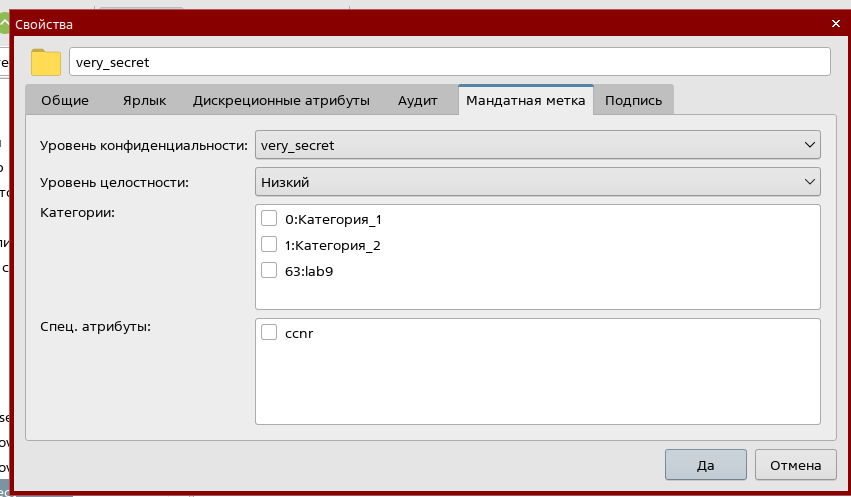 Свойства
very_secret
Общие Ярлык Дискреционные атрибуты Аудит Мандатная метка Подпись
Уровень конфиденциальности: very_secret
Уровень целостности: Низкий
Категории:
0:Категория_1
1:Категория_2
63:lab9
Спец. атрибуты:
ccnr
Да Отмена